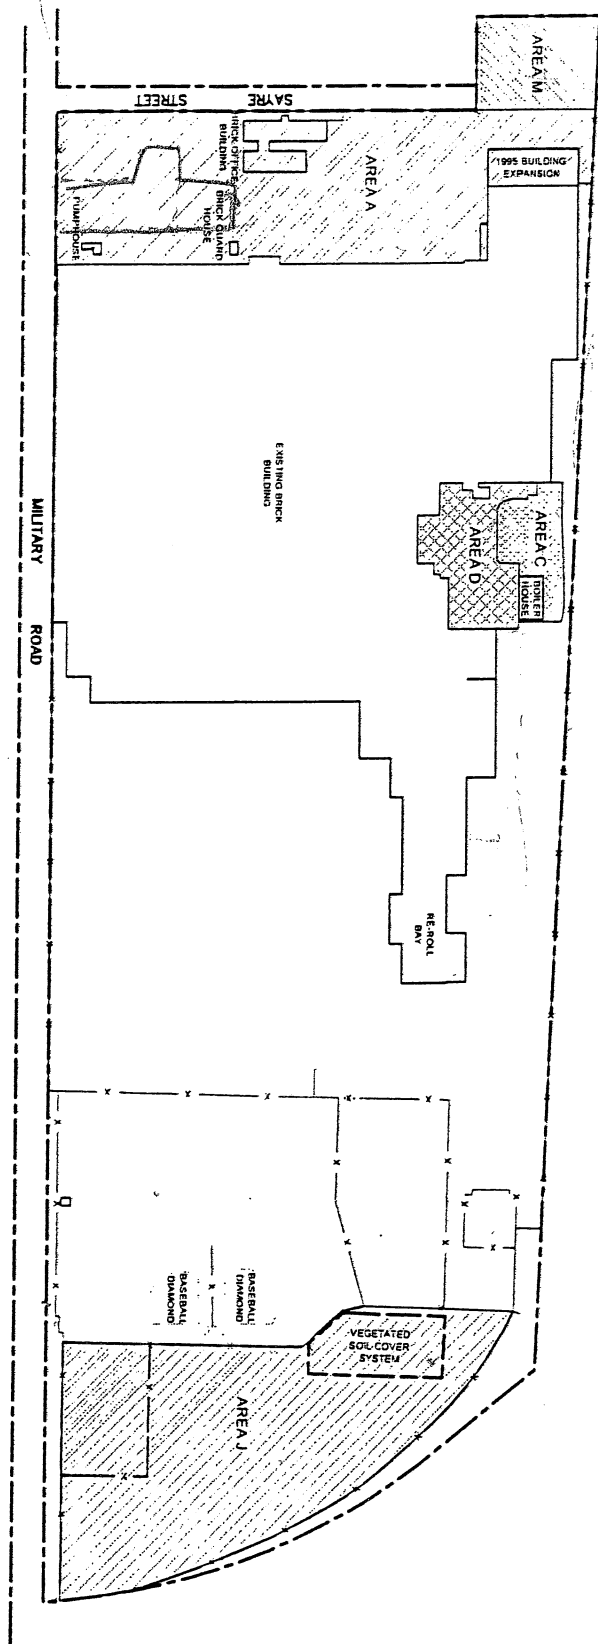 AREA M
SAYRE
STREET
BRICK OFFICE
BUILDING
AREA A
1995 BUILDING
EXPANSION
BRICK GUARD
HOUSE
PUMPHOUSE
EXISTING BRICK
BUILDING
AREA C
AREA D
BOILER
HOUSE
MILITARY
ROAD
RE-ROLL
BAY
BASEBALL
DIAMOND
BASEBALL
DIAMOND
VEGETATED
SOIL-COVER
SYSTEM
AREA J